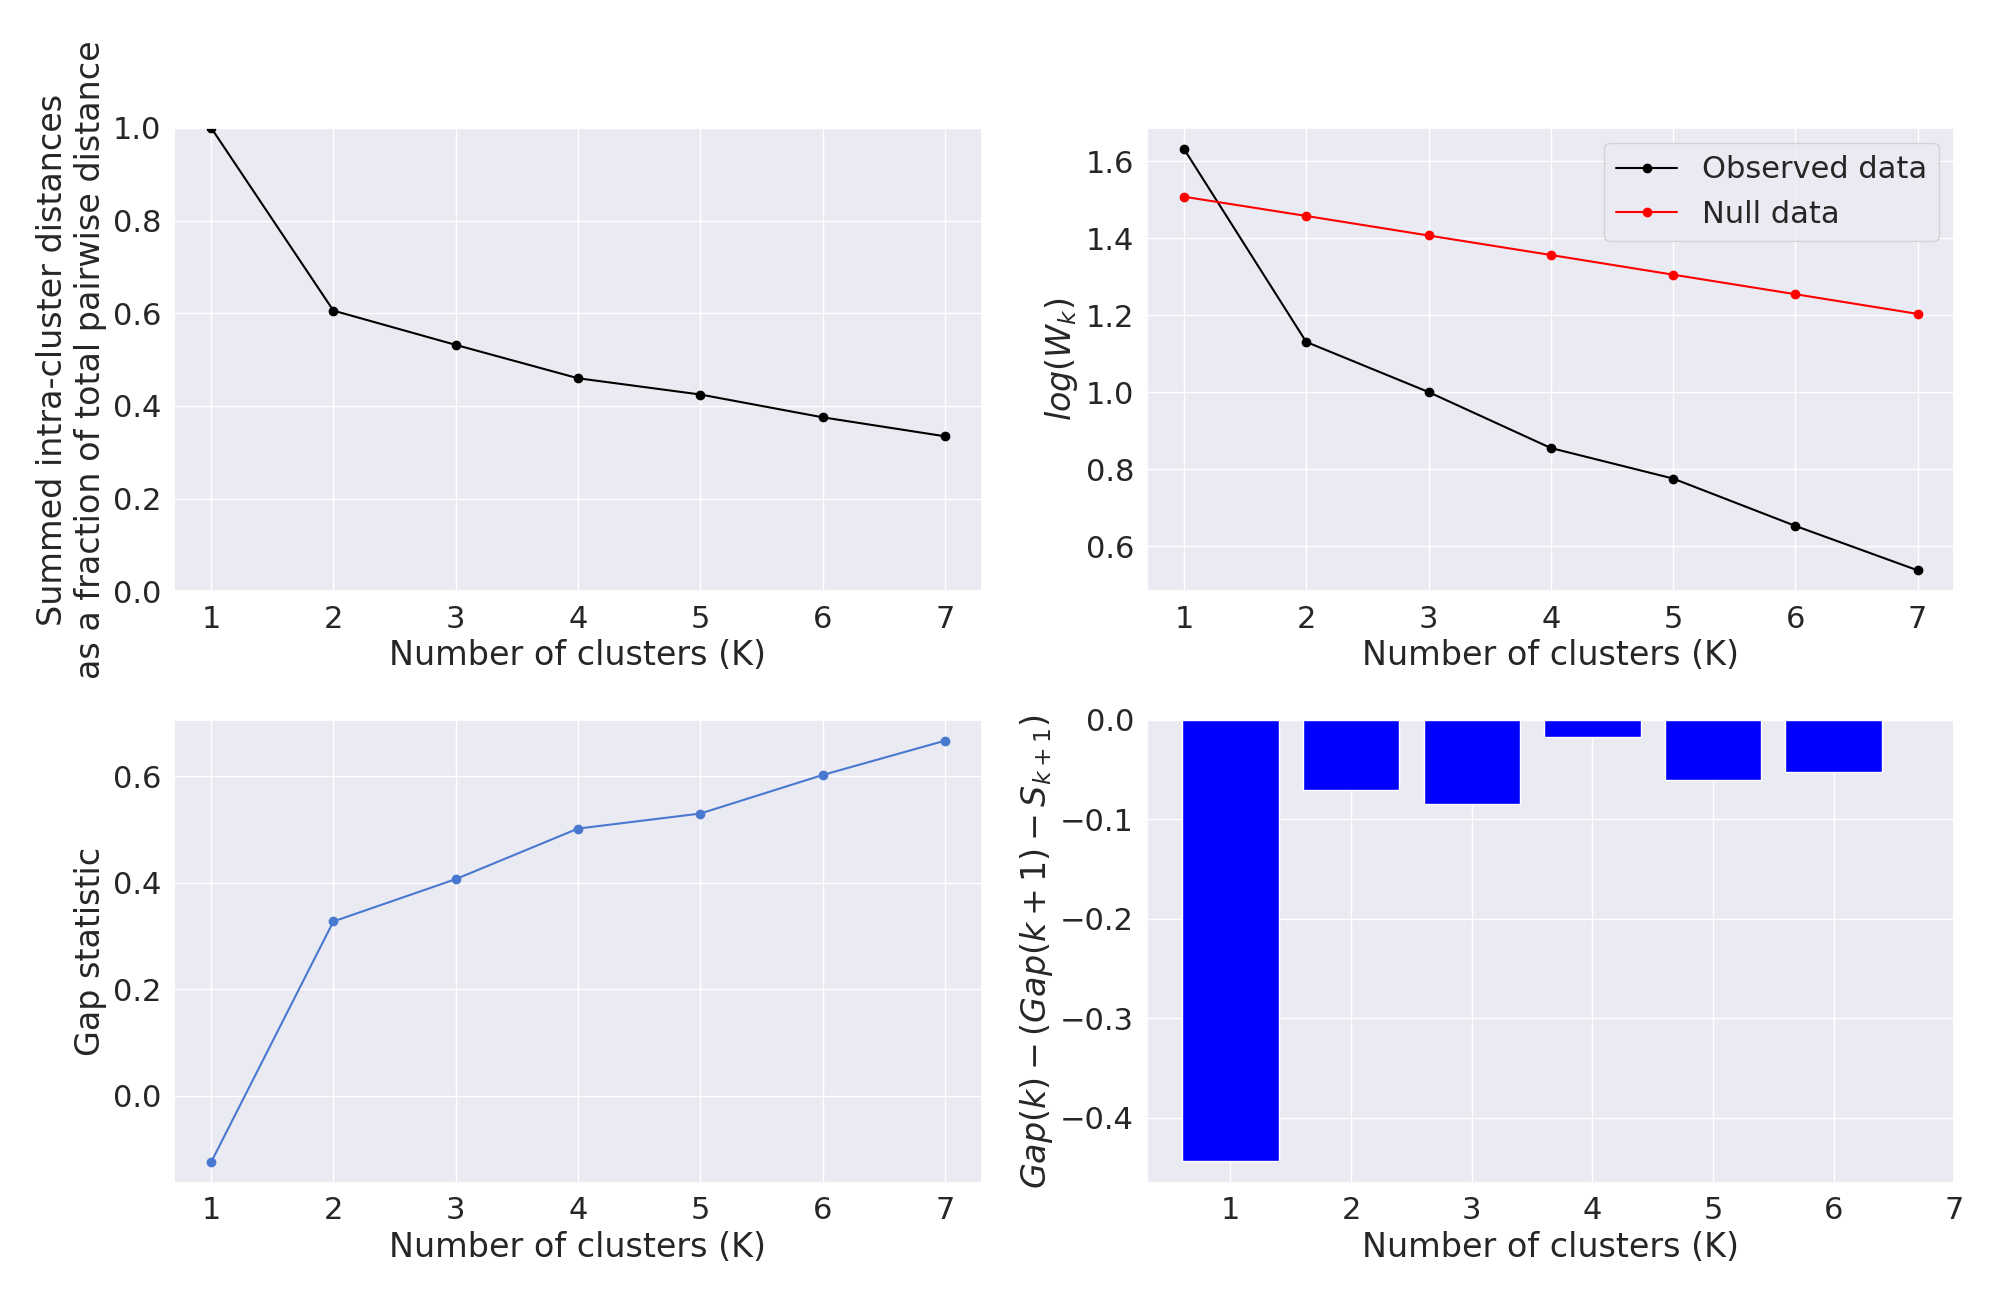 Summed intra-cluster distances
as a fraction of total pairwise distance
1.0
0.8
0.6
0.4
0.2
0.0
1 2 3 4 5 6 7
Number of clusters (K)
log(W_k)
1.6
1.4
1.2
1.0
0.8
0.6
Observed data
Null data
1 2 3 4 5 6 7
Number of clusters (K)
Gap statistic
0.6
0.4
0.2
0.0
1 2 3 4 5 6 7
Number of clusters (K)
Gap(k) − (Gap(k + 1) − S_{k+1})
0.0
−0.1
−0.2
−0.3
−0.4
1 2 3 4 5 6 7
Number of clusters (K)